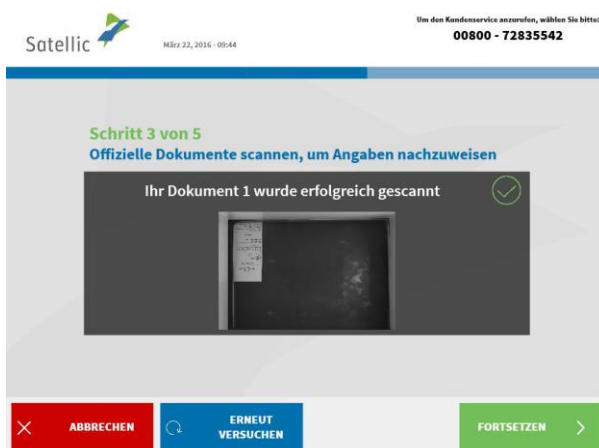 Satellic
März 22, 2016 - 09:44
Um den Kundenservice anzurufen, wählen Sie bitte:
00800 - 72835542
Schritt 3 von 5
Offizielle Dokumente scannen, um Angaben nachzuweisen
Ihr Dokument 1 wurde erfolgreich gescannt
ABBRECHEN
ERNEUT
VERSUCHEN
FORTSETZEN